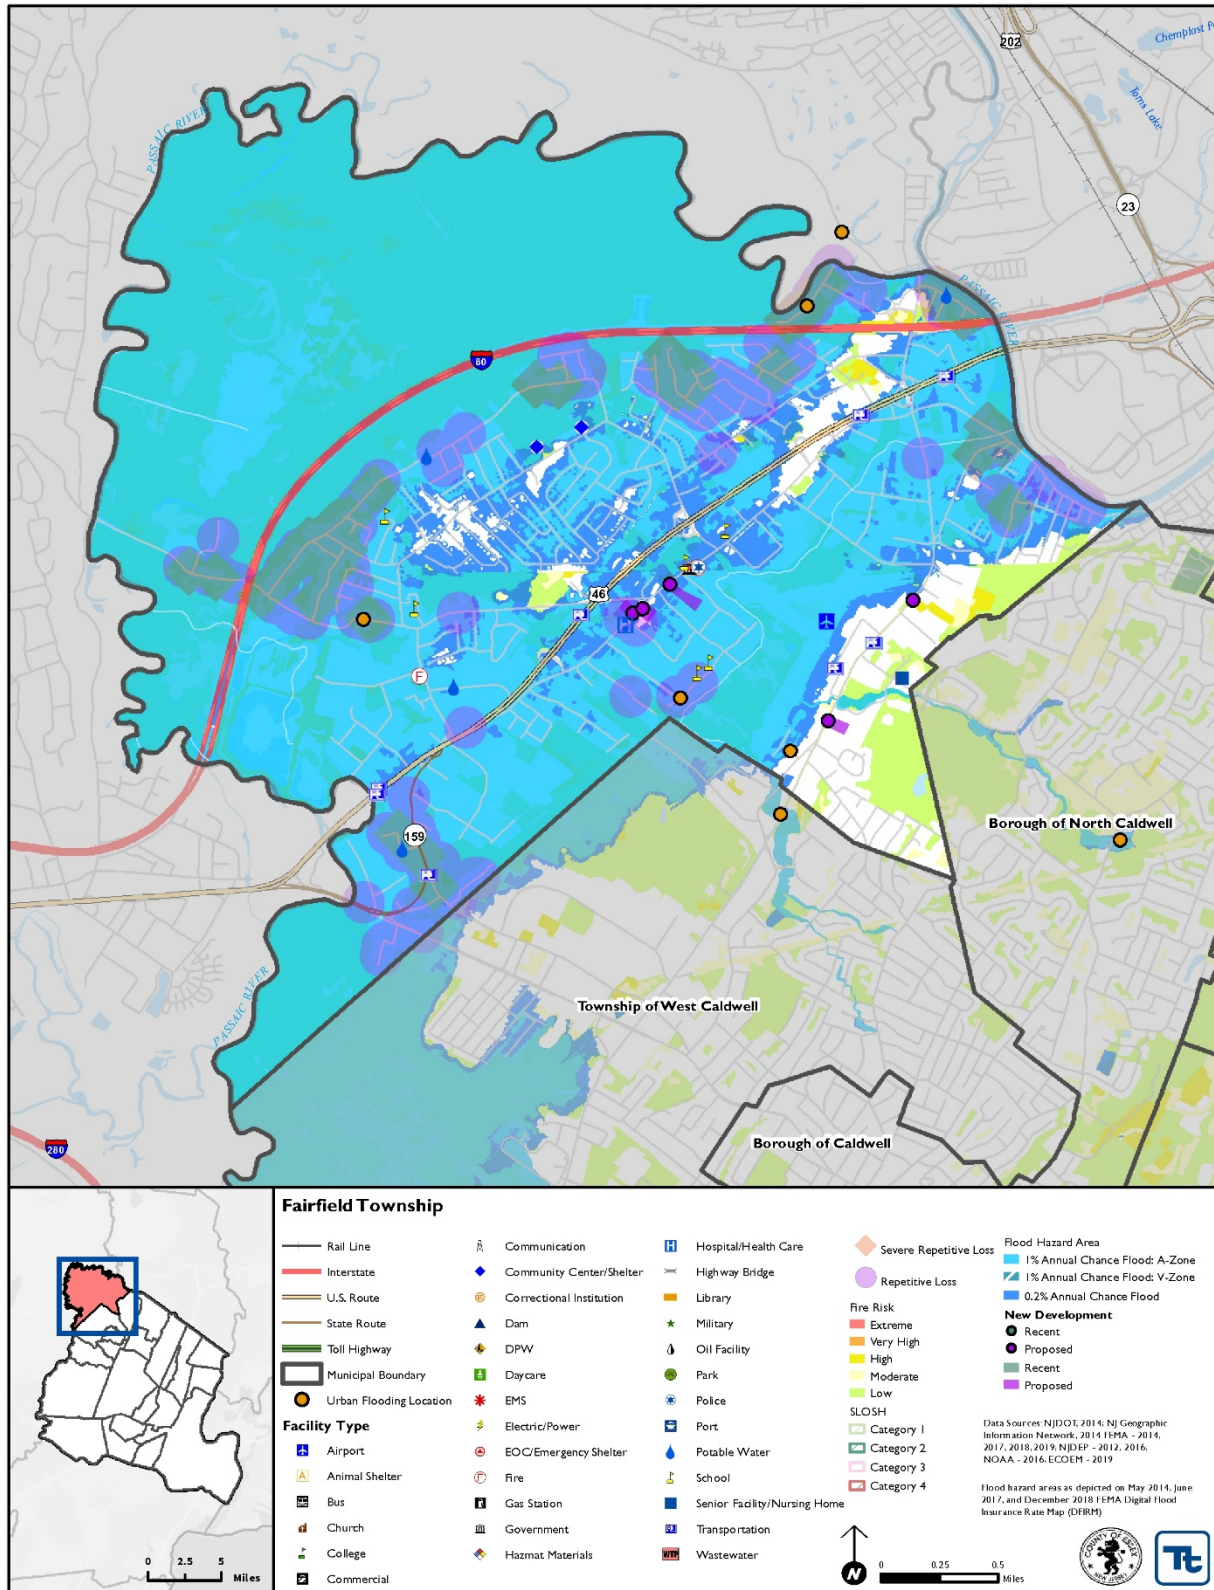 202
Chemplast P
Toms Lake
23
PASSAIC RIVER
PASSAIC RIVER
80
46
F
H
159
Borough of North Caldwell
PASSAIC RIVER
Township of West Caldwell
Borough of Caldwell
280
Fairfield Township
Rail Line
Interstate
U.S. Route
State Route
Toll Highway
Municipal Boundary
Urban Flooding Location
Facility Type
Airport
Animal Shelter
Bus
Church
College
Commercial
Communication
Community Center/Shelter
Correctional Institution
Dam
DPW
Daycare
EMS
Electric/Power
EOC/Emergency Shelter
Fire
Gas Station
Government
Hazmat Materials
Hospital/Health Care
Highway Bridge
Library
Military
Oil Facility
Park
Police
Port
Potable Water
School
Senior Facility/Nursing Home
Transportation
WTP Wastewater
Severe Repetitive Loss
Repetitive Loss
Fire Risk
Extreme
Very High
High
Moderate
Low
SLOSH
Category 1
Category 2
Category 3
Category 4
Flood Hazard Area
1% Annual Chance Flood: A-Zone
1% Annual Chance Flood: V-Zone
0.2% Annual Chance Flood
New Development
Recent
Proposed
Recent
Proposed
Data Sources: NJDOT, 2014; NJ Geographic
Information Network, 2014 FEMA - 2014,
2017, 2018, 2019; NJDEP - 2012, 2016;
NOAA - 2016; ECOEM - 2019
Flood hazard areas as depicted on May 2014, June
2017, and December 2018 FEMA Digital Flood
Insurance Rate Map (DFIRM)
0 2.5 5
Miles
N
0 0.25 0.5
Miles
COUNTY OF ESSEX
NEW JERSEY
Tt